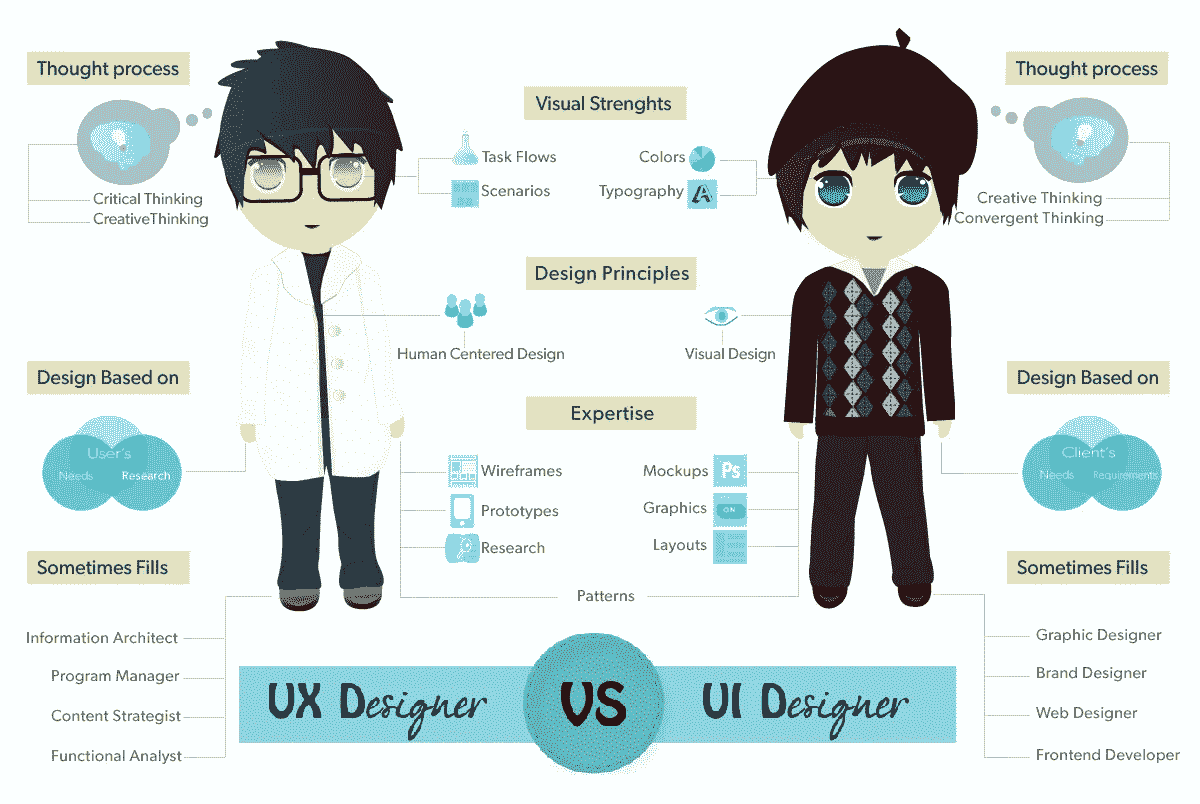 Thought process
Critical Thinking
CreativeThinking
Visual Strenghts
Task Flows
Scenarios
Colors
Typography
A
Thought process
Creative Thinking
Convergent Thinking
Design Principles
Human Centered Design
Visual Design
Design Based on
User's
Needs
Research
Expertise
Wireframes
Prototypes
Research
Mockups
Ps
Graphics
ON
Layouts
Patterns
Design Based on
Client's
Needs
Requirements
Sometimes Fills
Information Architect
Program Manager
Content Strategist
Functional Analyst
Sometimes Fills
Graphic Designer
Brand Designer
Web Designer
Frontend Developer
UX Designer
VS
UI Designer